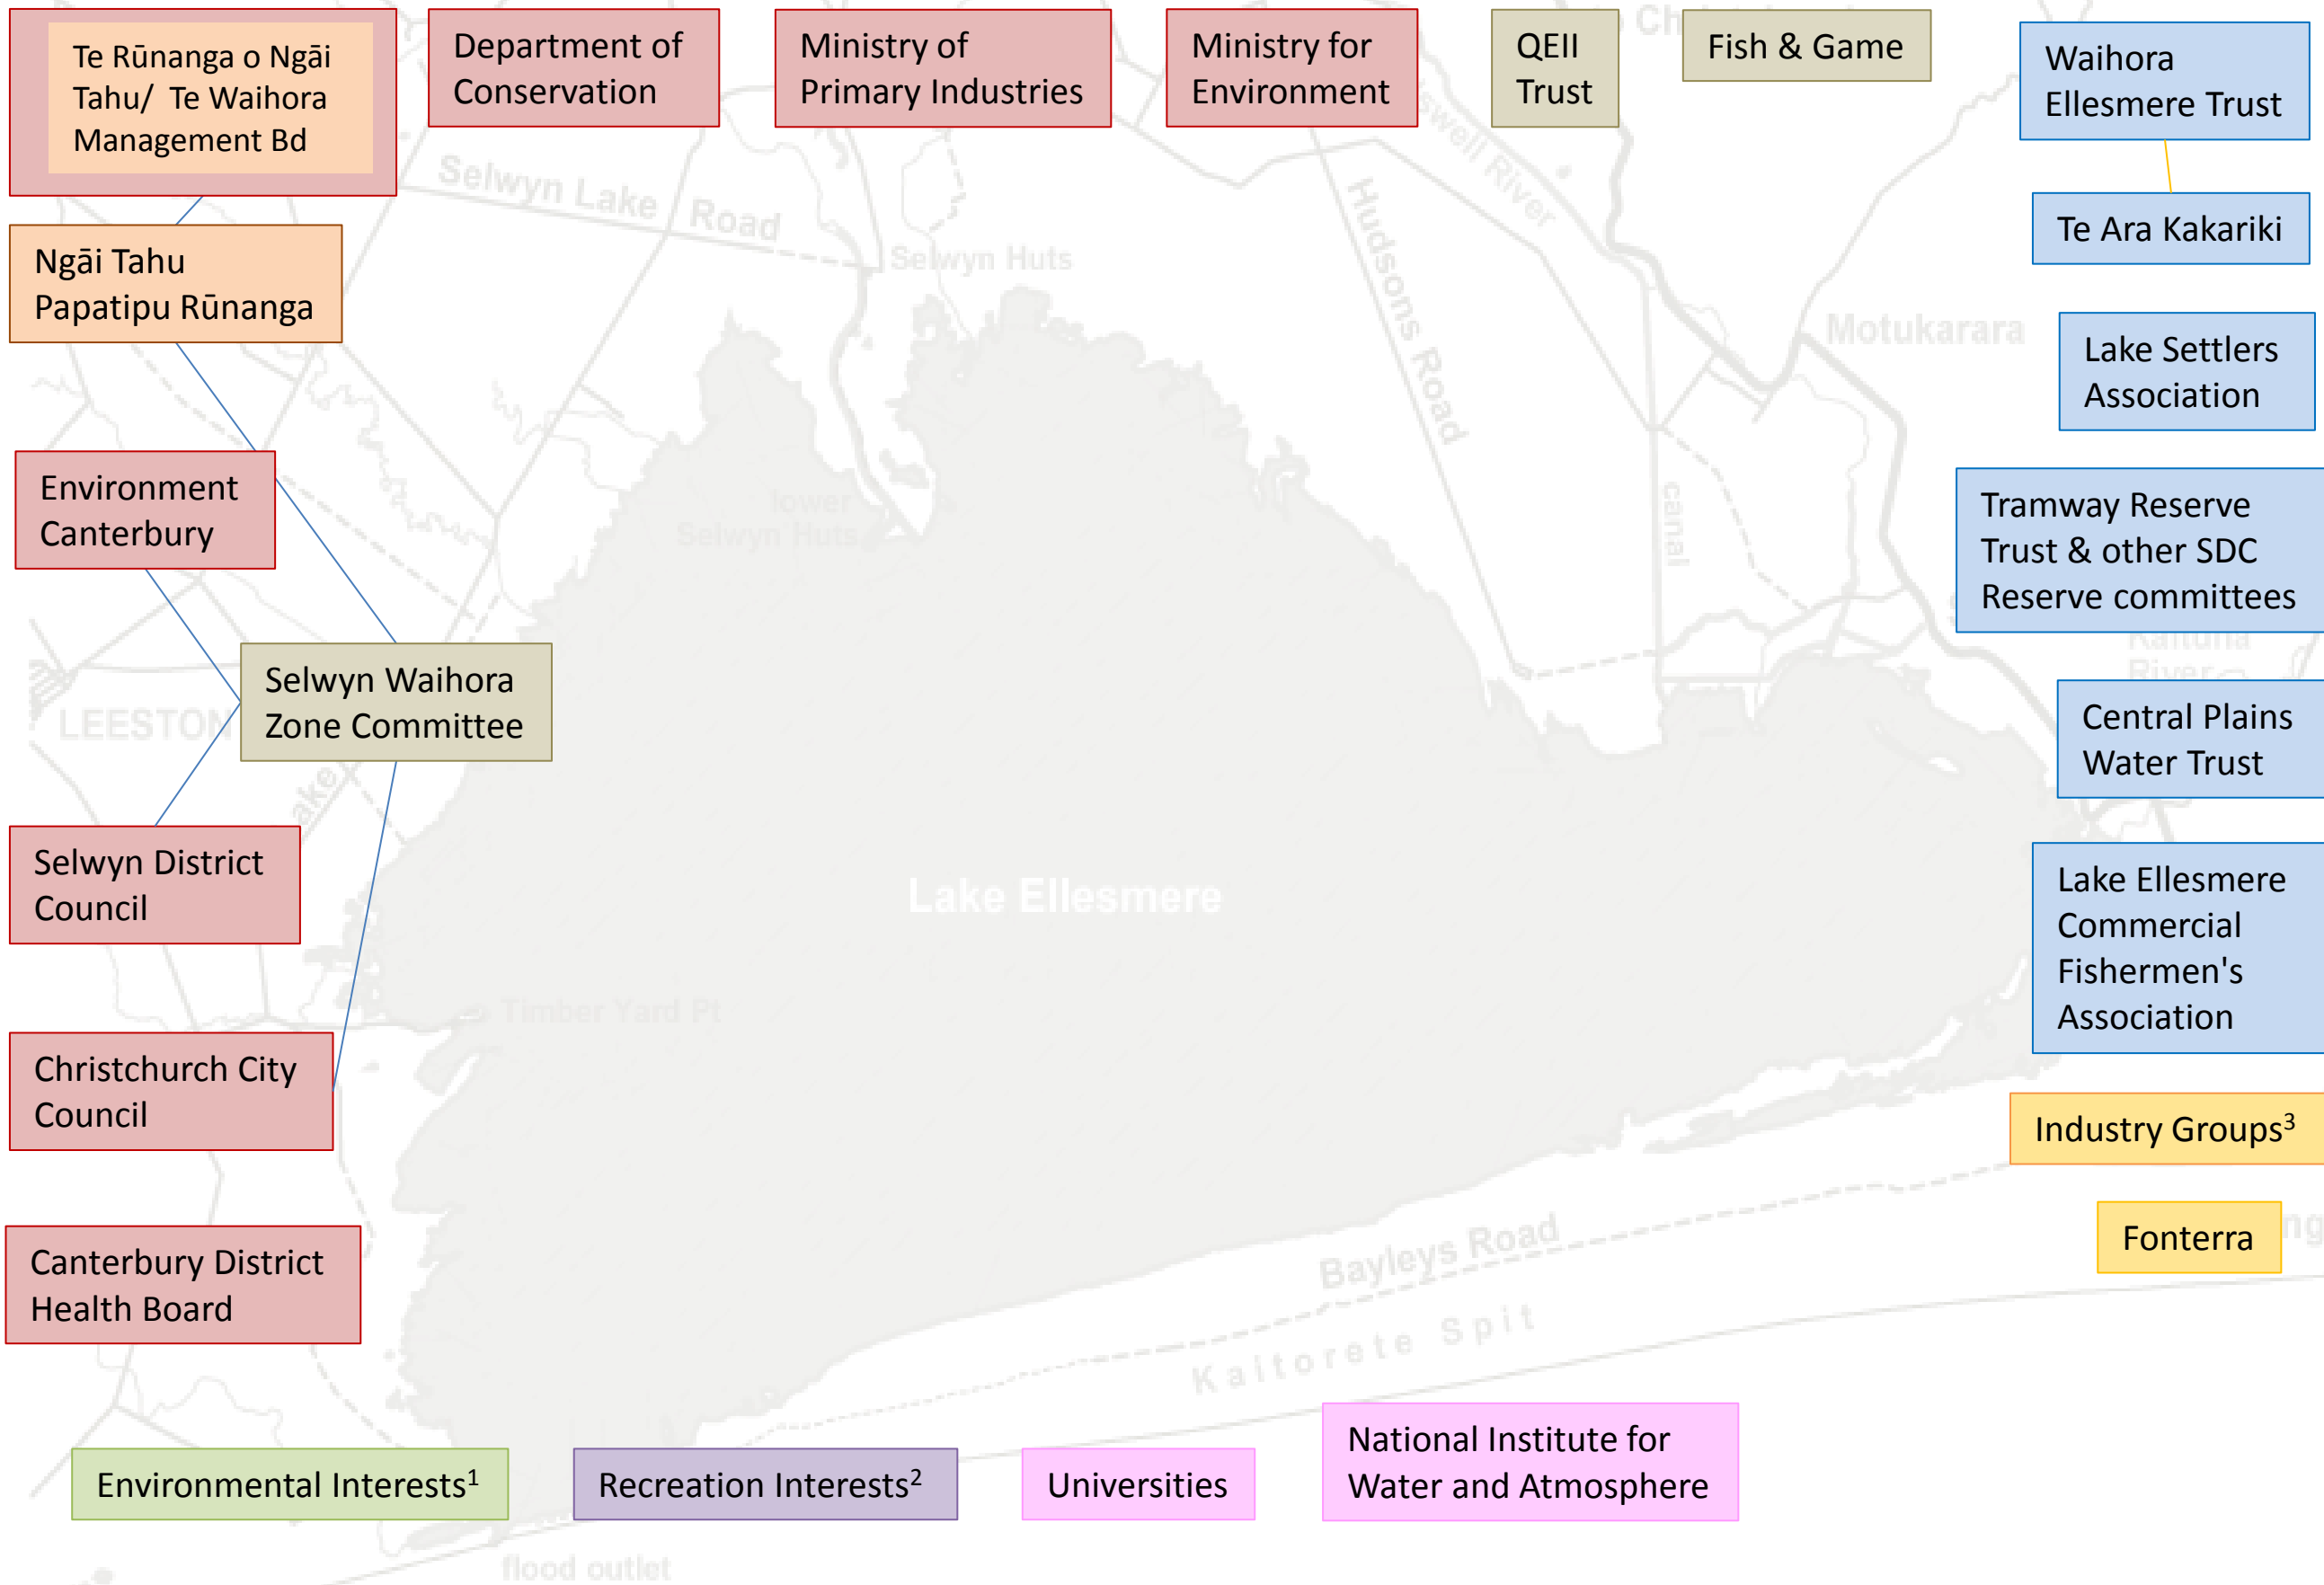 Te Rūnanga o Ngāi
Tahu/ Te Waihora
Management Bd
Department of
Conservation
Ministry of
Primary Industries
Ministry for
Environment
QEII
Trust
Fish & Game
Waihora
Ellesmere Trust
Te Ara Kakariki
Selwyn Lake Road
Selwyn Huts
Hudsons Road
River
Motukarara
Ngāi Tahu
Papatipu Rūnanga
Lake Settlers
Association
Environment
Canterbury
lower
Selwyn Huts
canal
Tramway Reserve
Trust & other SDC
Reserve committees
Kaituna
River
Selwyn Waihora
Zone Committee
LEESTON
Central Plains
Water Trust
Selwyn District
Council
Lake Ellesmere
Lake Ellesmere
Commercial
Fishermen's
Association
Timber Yard Pt
Christchurch City
Council
Industry Groups³
Fonterra
Canterbury District
Health Board
Bayleys Road
Kaitorete Spit
Environmental Interests¹
Recreation Interests²
Universities
National Institute for
Water and Atmosphere
flood outlet